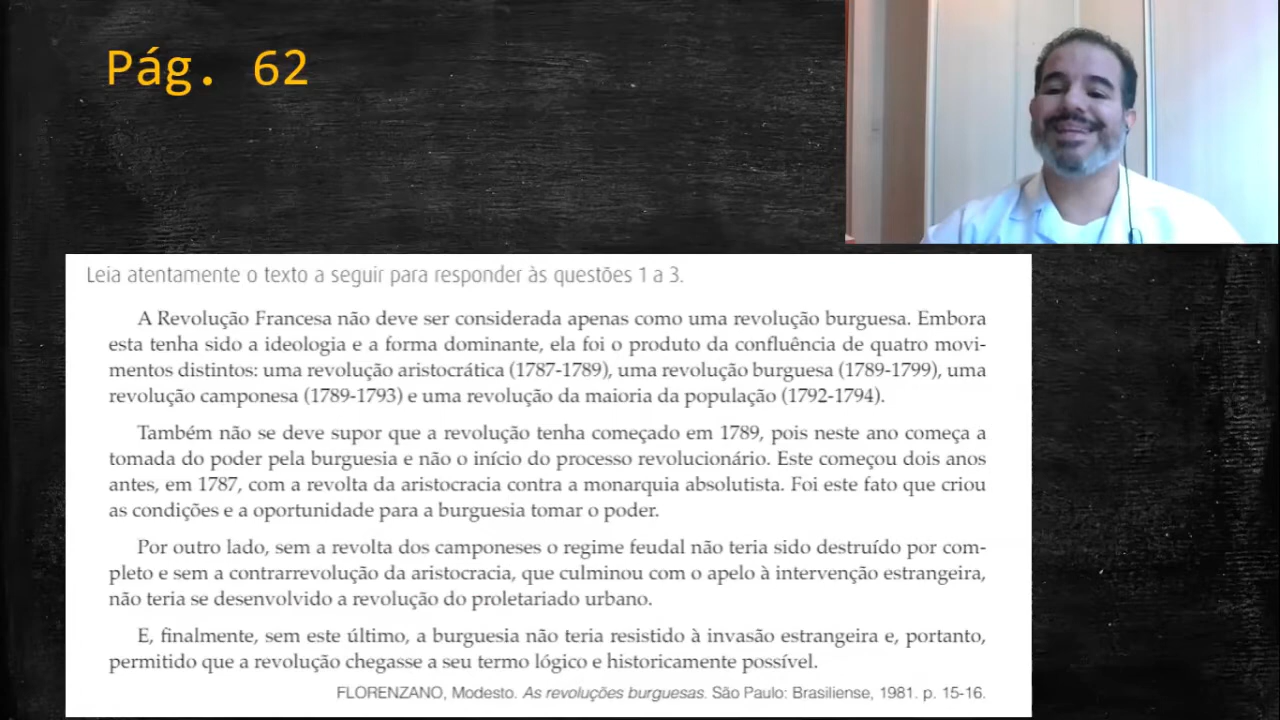 Pág. 62
Leia atentamente o texto a seguir para responder às questões 1 a 3.
A Revolução Francesa não deve ser considerada apenas como uma revolução burguesa. Embora
esta tenha sido a ideologia e a forma dominante, ela foi o produto da confluência de quatro movi-
mentos distintos: uma revolução aristocrática (1787-1789), uma revolução burguesa (1789-1799), uma
revolução camponesa (1789-1793) e uma revolução da maioria da população (1792-1794).
Também não se deve supor que a revolução tenha começado em 1789, pois neste ano começa a
tomada do poder pela burguesia e não o início do processo revolucionário. Este começou dois anos
antes, em 1787, com a revolta da aristocracia contra a monarquia absolutista. Foi este fato que criou
as condições e a oportunidade para a burguesia tomar o poder.
Por outro lado, sem a revolta dos camponeses o regime feudal não teria sido destruído por com-
pleto e sem a contrarrevolução da aristocracia, que culminou com o apelo à intervenção estrangeira,
não teria se desenvolvido a revolução do proletariado urbano.
E, finalmente, sem este último, a burguesia não teria resistido à invasão estrangeira e, portanto,
permitido que a revolução chegasse a seu termo lógico e historicamente possível.
FLORENZANO, Modesto. As revoluções burguesas. São Paulo: Brasiliense, 1981. p. 15-16.